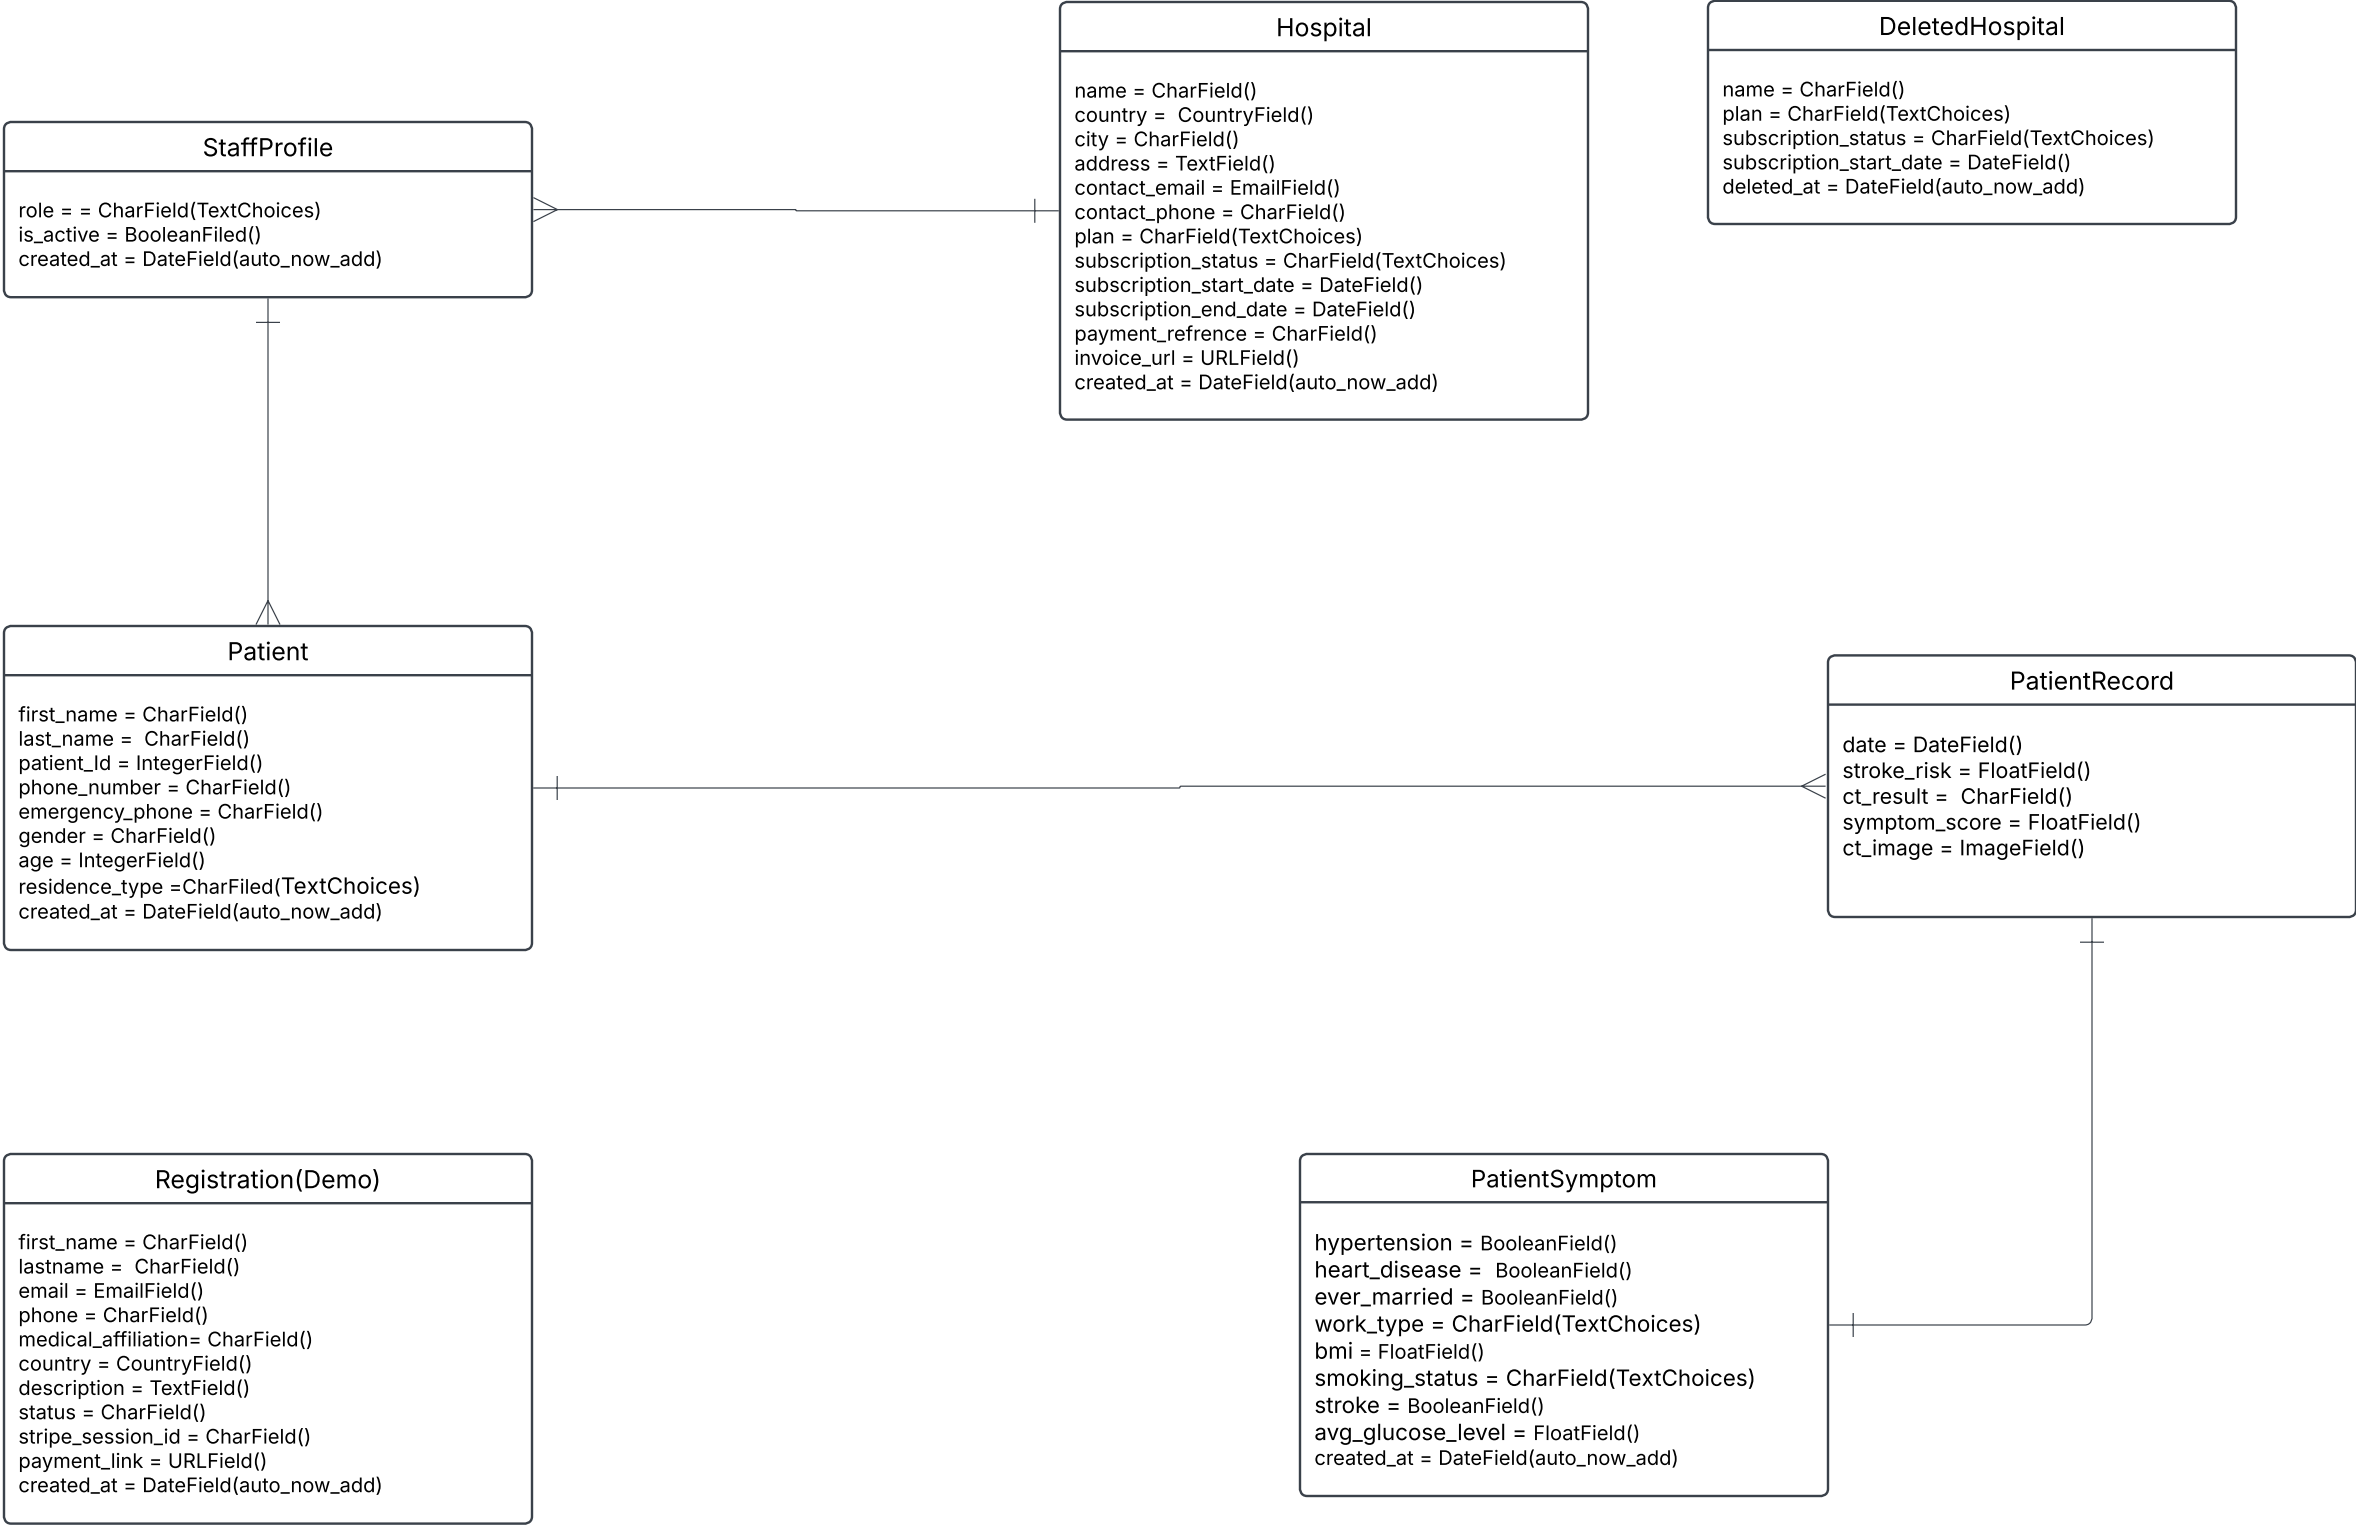 Hospital
name = CharField()
country =  CountryField()
city = CharField()
address = TextField()
contact_email = EmailField()
contact_phone = CharField()
plan = CharField(TextChoices)
subscription_status = CharField(TextChoices)
subscription_start_date = DateField()
subscription_end_date = DateField()
payment_refrence = CharField()
invoice_url = URLField()
created_at = DateField(auto_now_add)
DeletedHospital
name = CharField()
plan = CharField(TextChoices)
subscription_status = CharField(TextChoices)
subscription_start_date = DateField()
deleted_at = DateField(auto_now_add)
StaffProfile
role = = CharField(TextChoices)
is_active = BooleanFiled()
created_at = DateField(auto_now_add)
Patient
first_name = CharField()
last_name =  CharField()
patient_Id = IntegerField()
phone_number = CharField()
emergency_phone = CharField()
gender = CharField()
age = IntegerField()
residence_type =CharFiled(TextChoices)
created_at = DateField(auto_now_add)
PatientRecord
date = DateField()
stroke_risk = FloatField()
ct_result =  CharField()
symptom_score = FloatField()
ct_image = ImageField()
Registration(Demo)
first_name = CharField()
lastname =  CharField()
email = EmailField()
phone = CharField()
medical_affiliation= CharField()
country = CountryField()
description = TextField()
status = CharField()
stripe_session_id = CharField()
payment_link = URLField()
created_at = DateField(auto_now_add)
PatientSymptom
hypertension = BooleanField()
heart_disease =  BooleanField()
ever_married = BooleanField()
work_type = CharField(TextChoices)
bmi = FloatField()
smoking_status = CharField(TextChoices)
stroke = BooleanField()
avg_glucose_level = FloatField()
created_at = DateField(auto_now_add)